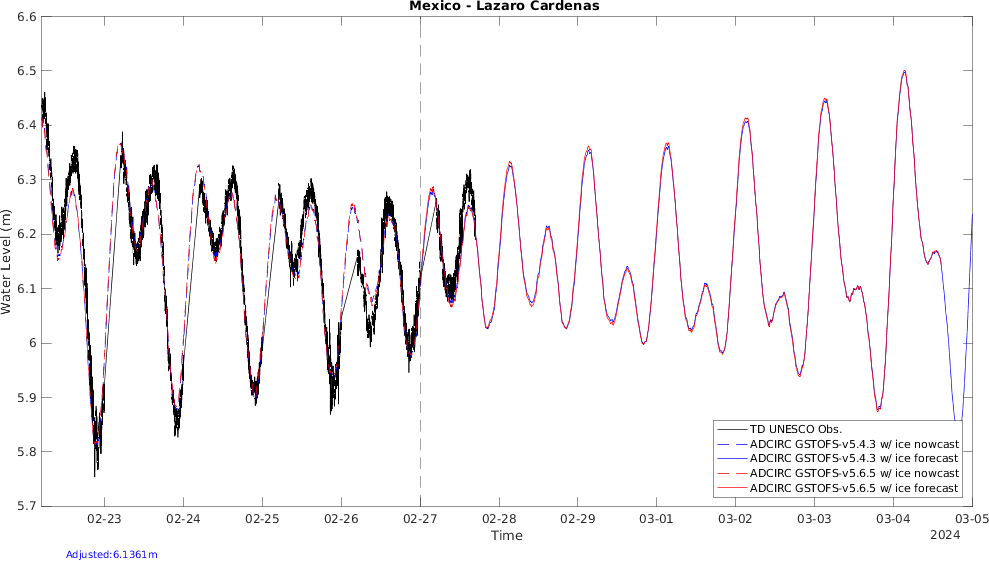 Mexico - Lazaro Cardenas
6.6
6.5
6.4
6.3
6.2
6.1
6
5.9
5.8
5.7
Water Level (m)
02-23 02-24 02-25 02-26 02-27 02-28 02-29 03-01 03-02 03-03 03-04 03-05
Time
2024
TD UNESCO Obs.
ADCIRC GSTOFS-v5.4.3 w/ ice nowcast
ADCIRC GSTOFS-v5.4.3 w/ ice forecast
ADCIRC GSTOFS-v5.6.5 w/ ice nowcast
ADCIRC GSTOFS-v5.6.5 w/ ice forecast
Adjusted:6.1361m